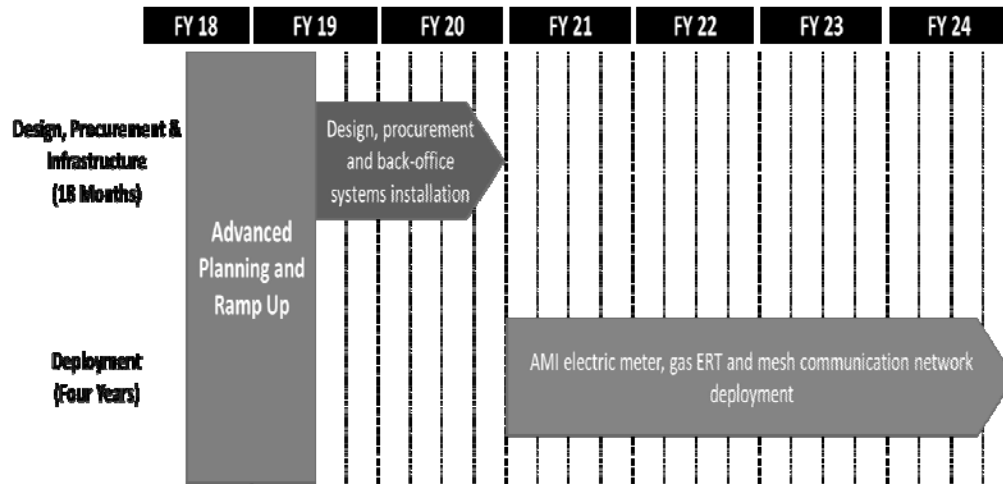 FY 18 FY 19 FY 20 FY 21 FY 22 FY 23 FY 24
Design, Procurement &
Infrastructure
(18 Months)
Design, procurement
and back-office
systems installation
Advanced
Planning and
Ramp Up
Deployment
(Four Years)
AMI electric meter, gas ERT and mesh communication network
deployment